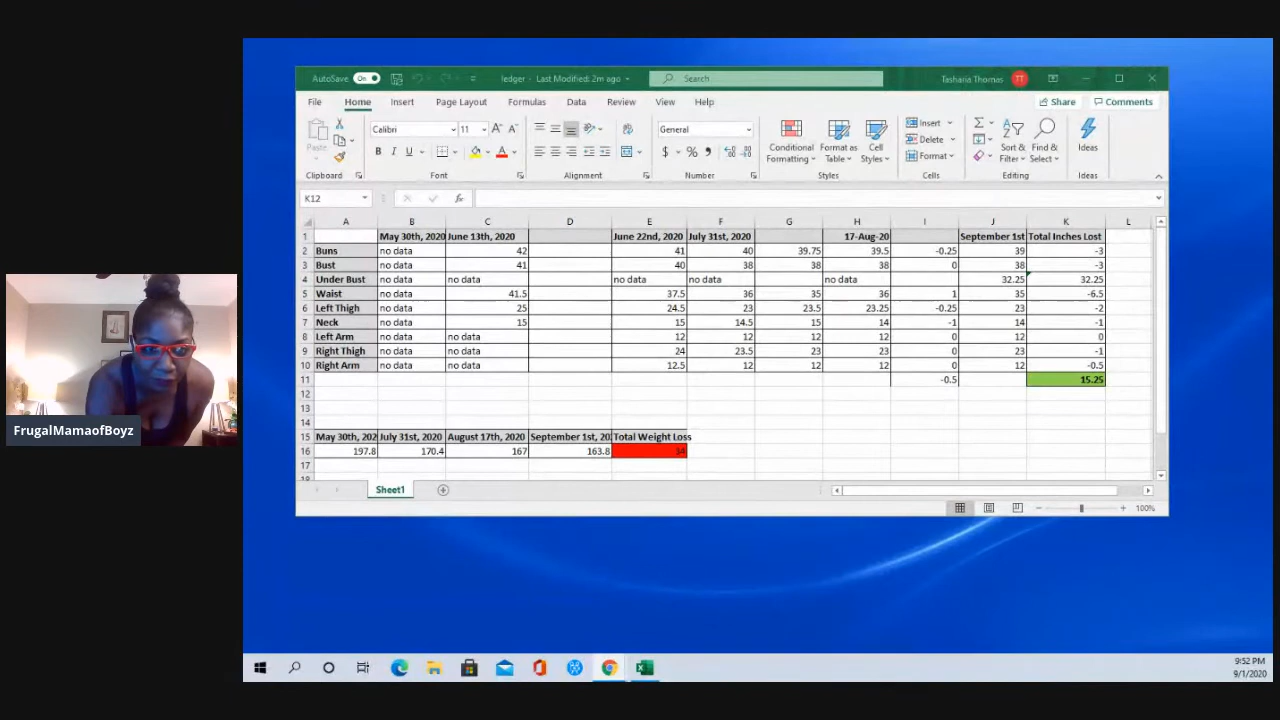 AutoSave On ledger - Last Modified: 2m ago Search Tasharia Thomas TT
File Home Insert Page Layout Formulas Data Review View Help Share Comments
Paste Calibri 11 A^ A˅ General Conditional Formatting Format as Table Cell Styles Insert Delete Format Sort & Filter Find & Select Ideas
B I U A $ % ,
Clipboard Font Alignment Number Styles Cells Editing Ideas
K12 fx
A B C D E F G H I J K L
1 May 30th, 2020 June 13th, 2020 June 22nd, 2020 July 31st, 2020 17-Aug-20 September 1st Total Inches Lost
2 Buns no data 42 41 40 39.75 39.5 -0.25 39 -3
3 Bust no data 41 40 38 38 38 0 38 -3
4 Under Bust no data no data no data no data no data 32.25 32.25
5 Waist no data 41.5 37.5 36 35 36 1 35 -6.5
6 Left Thigh no data 25 24.5 23 23.5 23.25 -0.25 23 -2
7 Neck no data 15 15 14.5 15 14 -1 14 -1
8 Left Arm no data no data 12 12 12 12 0 12 0
9 Right Thigh no data no data 24 23.5 23 23 0 23 -1
10 Right Arm no data no data 12.5 12 12 12 0 12 -0.5
11 -0.5 15.25
12
13
14
15 May 30th, 202 July 31st, 2020 August 17th, 2020 September 1st, 20 Total Weight Loss
16 197.8 170.4 167 163.8 34
17
18
Sheet1
100%
FrugalMamaofBoyz
9:52 PM
9/1/2020